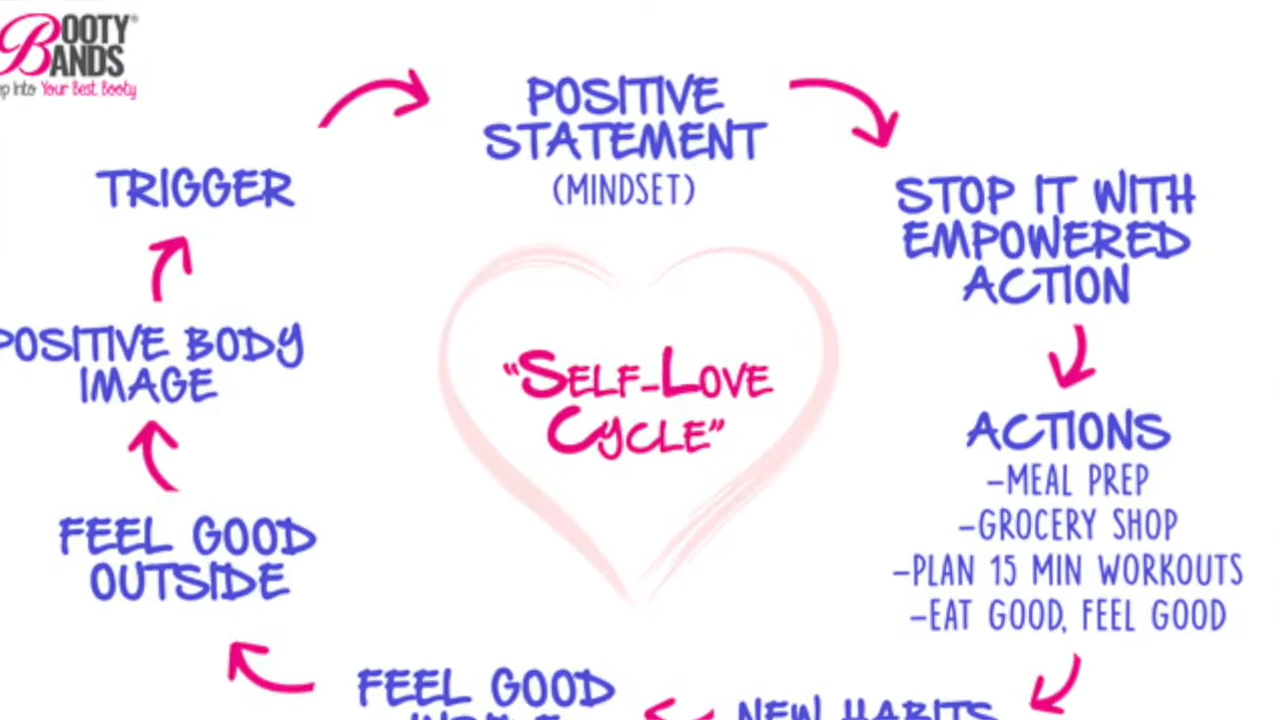 BOOTY
BANDS®
Your Best Booty
POSITIVE
STATEMENT
(MINDSET)
TRIGGER
STOP IT WITH
EMPOWERED
ACTION
POSITIVE BODY
IMAGE
"SELF-LOVE
CYCLE"
ACTIONS
-MEAL PREP
-GROCERY SHOP
-PLAN 15 MIN WORKOUTS
-EAT GOOD, FEEL GOOD
FEEL GOOD
OUTSIDE
FEEL GOOD
NEW HABITS